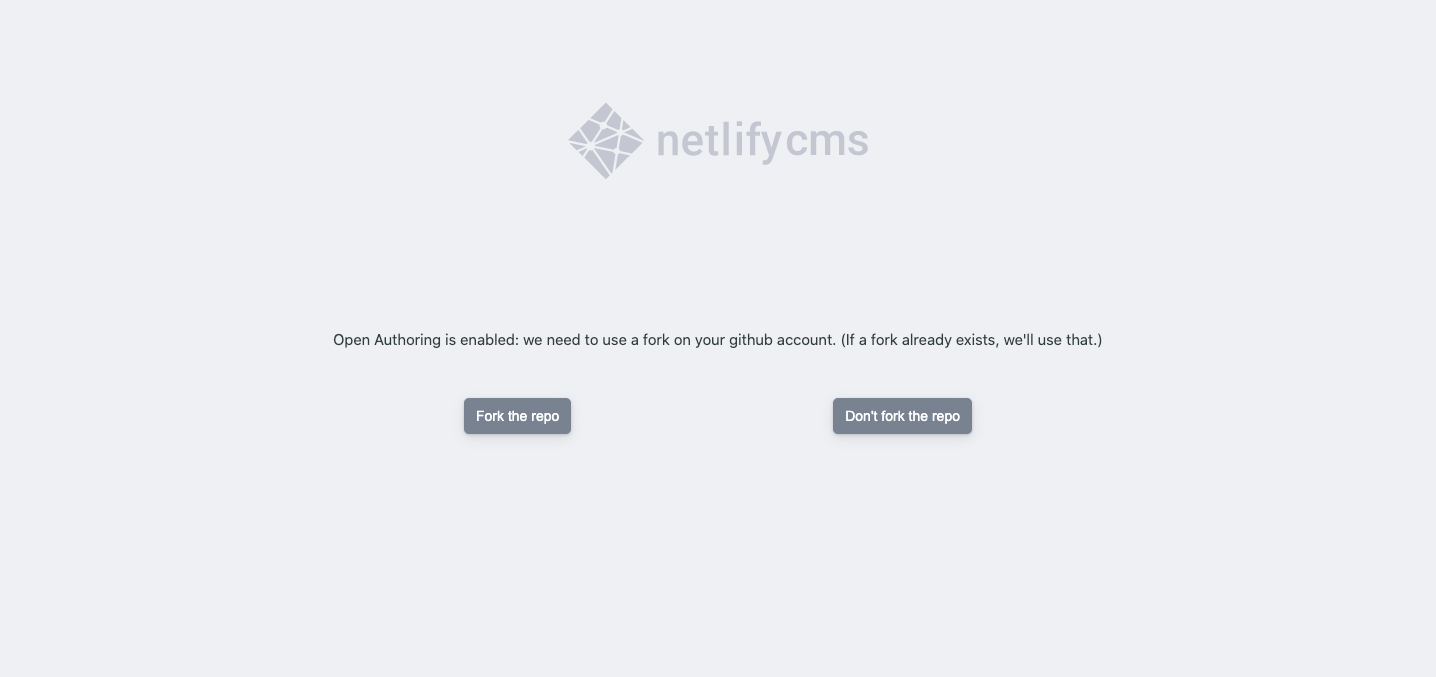 netlifycms
Open Authoring is enabled: we need to use a fork on your github account. (If a fork already exists, we'll use that.)
Fork the repo
Don't fork the repo